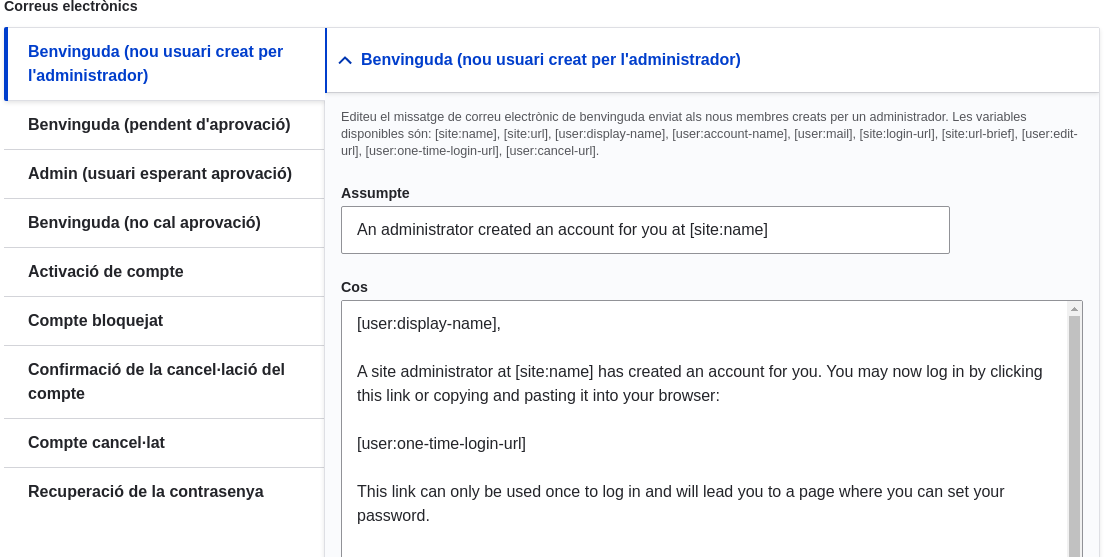 Correus electrònics
Benvinguda (nou usuari creat per
l'administrador)
Benvinguda (pendent d'aprovació)
Admin (usuari esperant aprovació)
Benvinguda (no cal aprovació)
Activació de compte
Compte bloquejat
Confirmació de la cancel·lació del
compte
Compte cancel·lat
Recuperació de la contrasenya
Benvinguda (nou usuari creat per l'administrador)
Editeu el missatge de correu electrònic de benvinguda enviat als nous membres creats per un administrador. Les variables
disponibles són: [site:name], [site:url], [user:display-name], [user:account-name], [user:mail], [site:login-url], [site:url-brief], [user:edit-
url], [user:one-time-login-url], [user:cancel-url].
Assumpte
An administrator created an account for you at [site:name]
Cos
[user:display-name],
A site administrator at [site:name] has created an account for you. You may now log in by clicking
this link or copying and pasting it into your browser:
[user:one-time-login-url]
This link can only be used once to log in and will lead you to a page where you can set your
password.